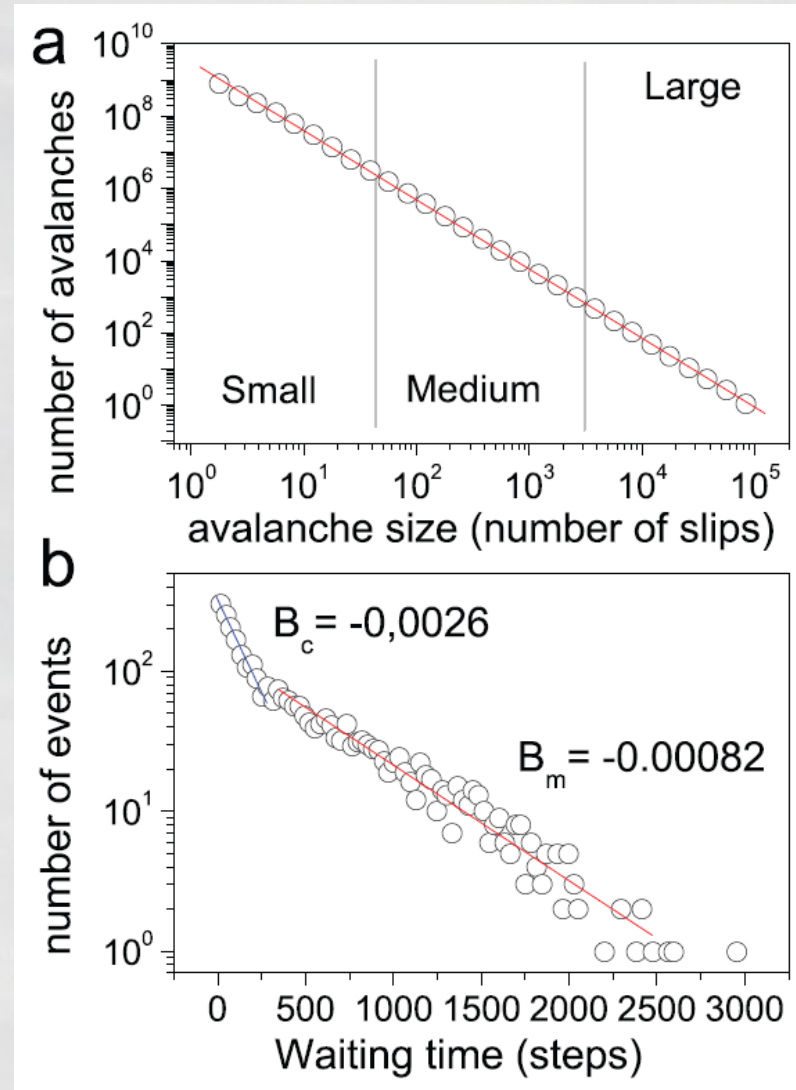 a
number of avalanches
10^10
10^8
10^6
10^4
10^2
10^0
Small
Medium
Large
10^0 10^1 10^2 10^3 10^4 10^5
avalanche size (number of slips)
b
number of events
10^2
10^1
10^0
B_c= -0,0026
B_m= -0.00082
0 500 1000 1500 2000 2500 3000
Waiting time (steps)